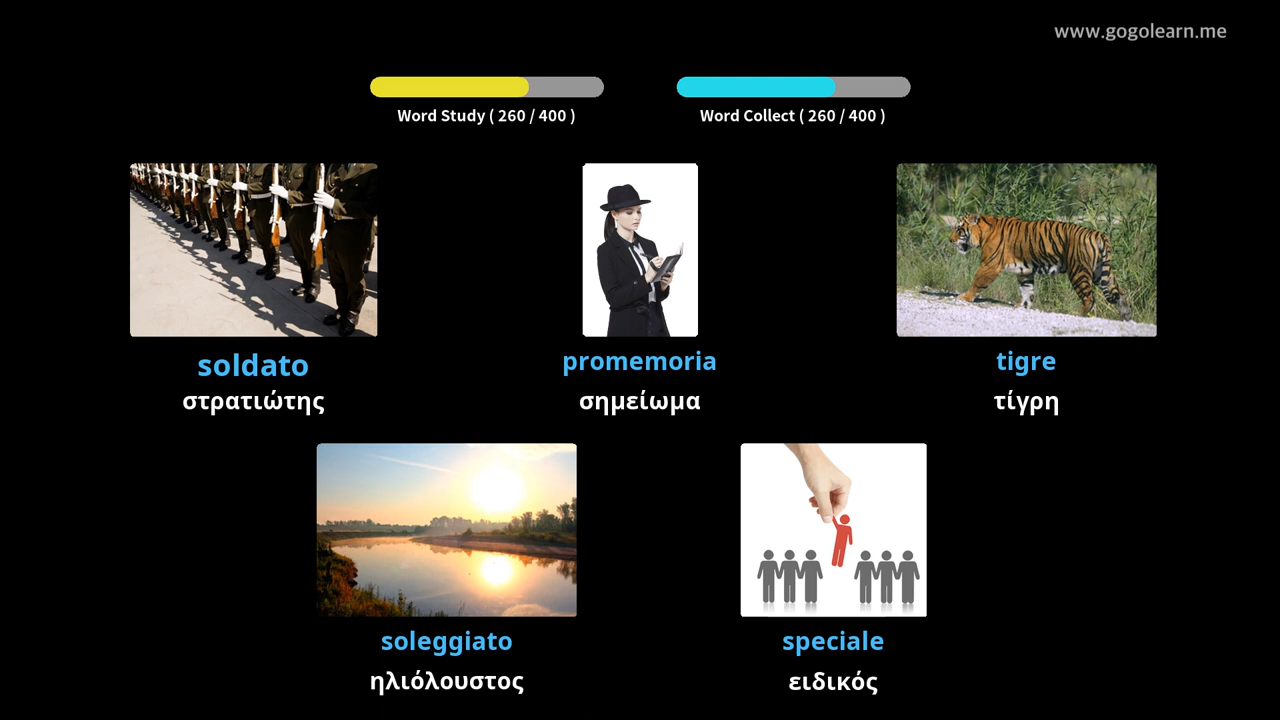 www.gogolearn.me
Word Study ( 260 / 400 )
Word Collect ( 260 / 400 )
soldato
στρατιώτης
promemoria
σημείωμα
tigre
τίγρη
soleggiato
ηλιόλουστος
speciale
ειδικός